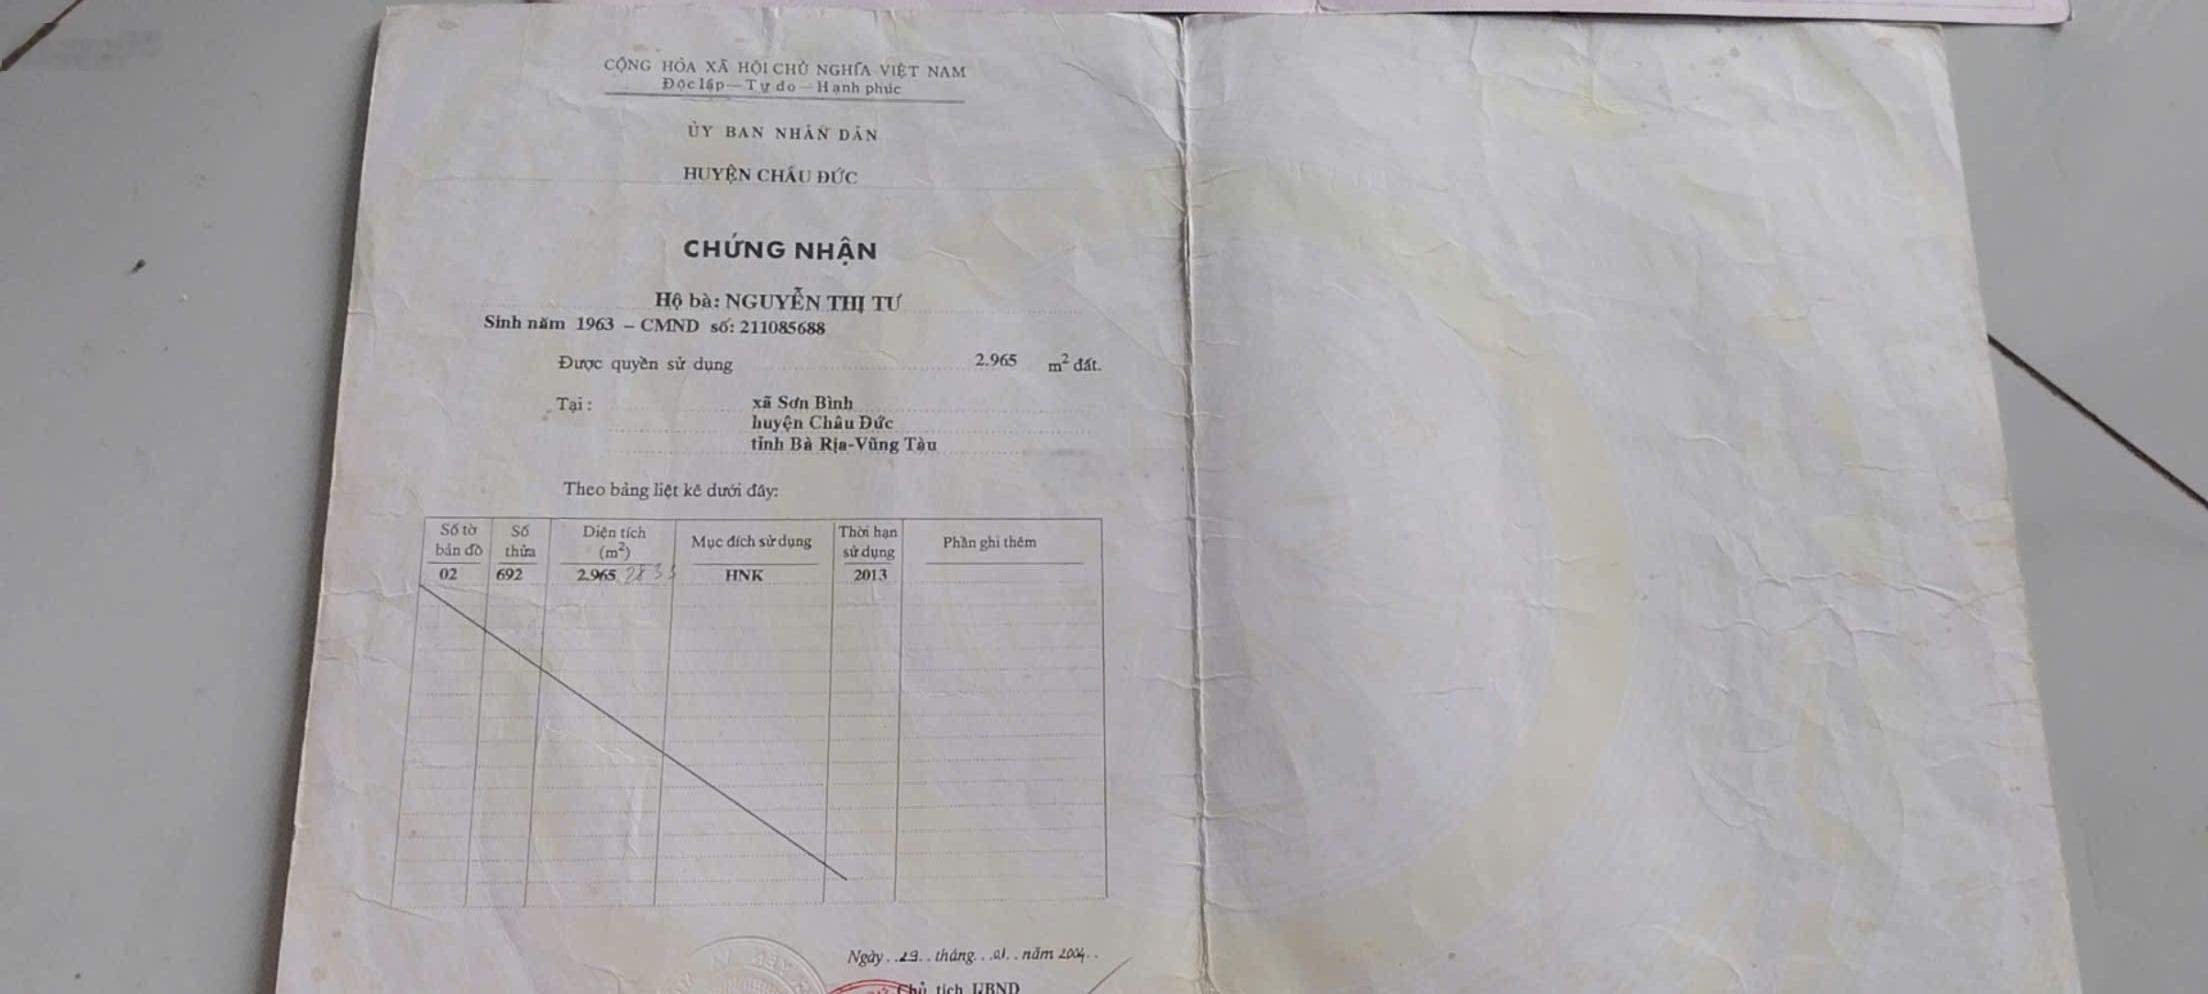 CỘNG HÒA XÃ HỘI CHỦ NGHĨA VIỆT NAM
Độc lập — Tự do — Hạnh phúc
ỦY BAN NHÂN DÂN
HUYỆN CHÂU ĐỨC
CHỨNG NHẬN
Hộ bà: NGUYỄN THỊ TƯ
Sinh năm 1963 – CMND số: 211085688
Được quyền sử dụng 2.965 m² đất.
Tại: xã Sơn Bình
huyện Châu Đức
tỉnh Bà Rịa-Vũng Tàu
Theo bảng liệt kê dưới đây:
Số tờ bản đồ Số thửa Diện tích (m²) Mục đích sử dụng Thời hạn sử dụng Phần ghi thêm
02 692 2.965 HNK 2013
Ngày 29 tháng 01 năm 2004
Chủ tịch UBND